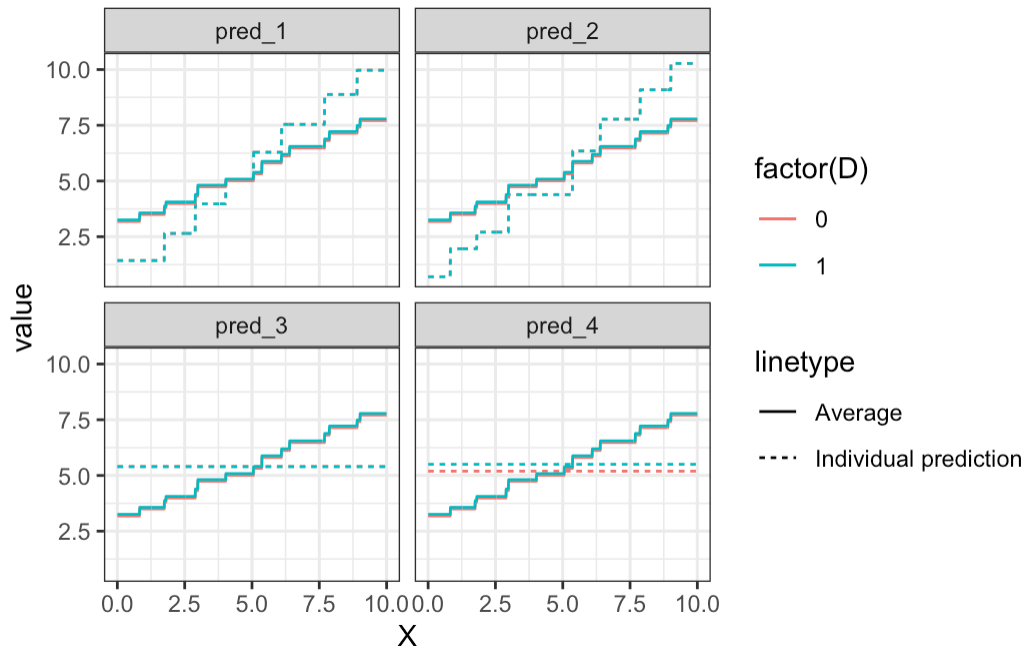 pred_1 pred_2
10.0
7.5
5.0
2.5
pred_3 pred_4
10.0
7.5
5.0
2.5
0.0 2.5 5.0 7.5 10.0 0.0 2.5 5.0 7.5 10.0
X
value
factor(D)
0
1
linetype
Average
Individual prediction